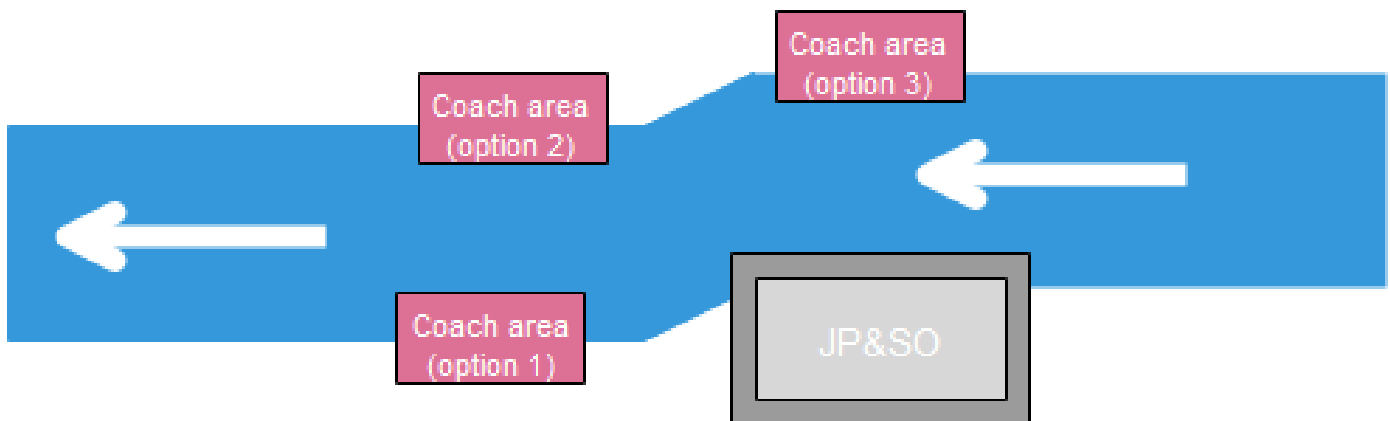 Coach area
(option 3)
Coach area
(option 2)
Coach area
(option 1)
JP&SO